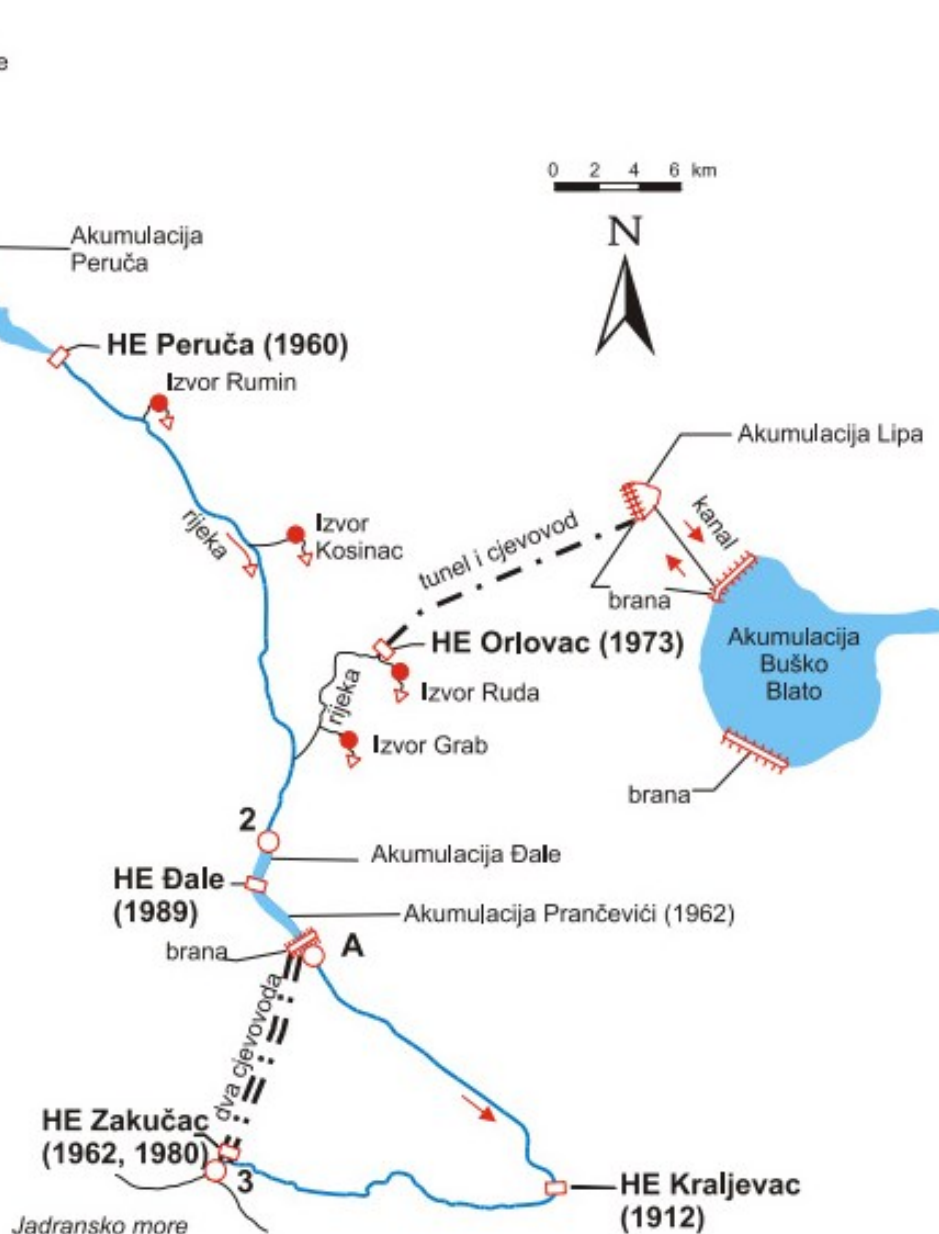 e
0 2 4 6 km
N
Akumulacija
Peruča
HE Peruča (1960)
Izvor Rumin
Akumulacija Lipa
Izvor
Kosinac
rijeka
kanal
tunel i cjevovod
brana
HE Orlovac (1973)
Akumulacija
Buško
Blato
Izvor Ruda
rijeka
Izvor Grab
brana
2
Akumulacija Đale
HE Đale
(1989)
Akumulacija Prančevići (1962)
brana
A
dva cjevovoda
HE Zakučac
(1962, 1980)
3
HE Kraljevac
(1912)
Jadransko more